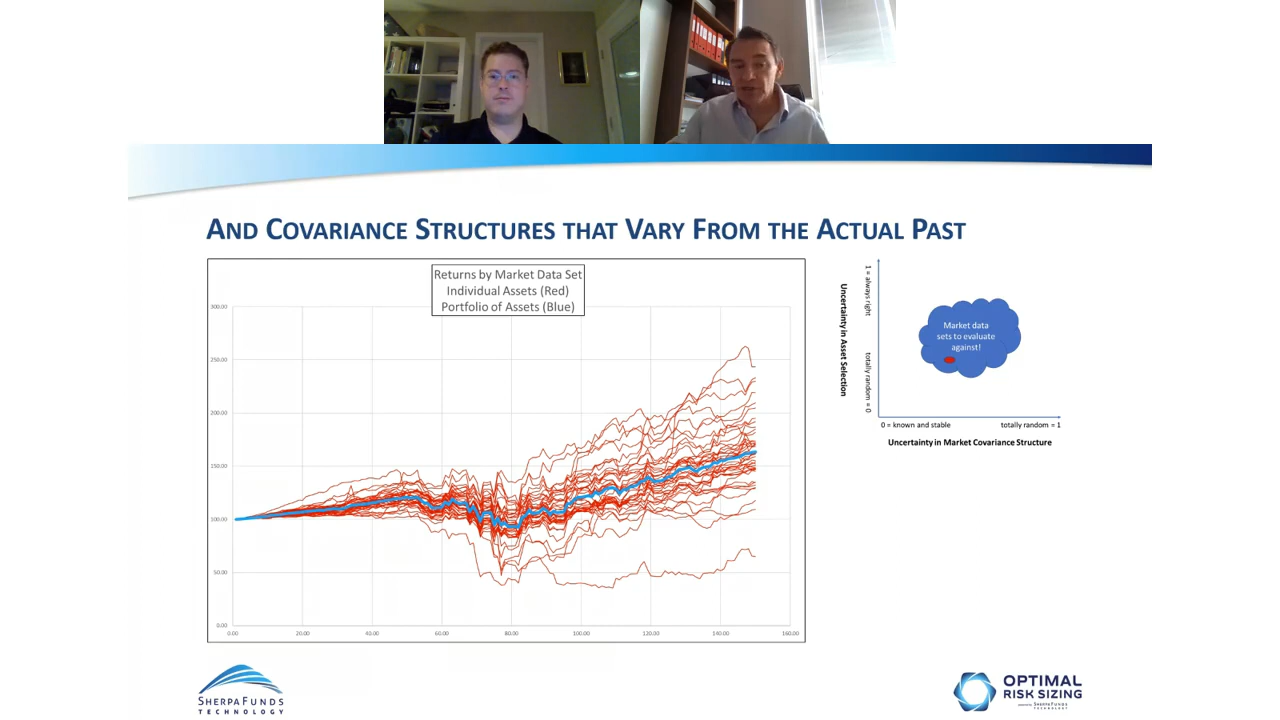 AND COVARIANCE STRUCTURES THAT VARY FROM THE ACTUAL PAST
Returns by Market Data Set
Individual Assets (Red)
Portfolio of Assets (Blue)
300.00
250.00
200.00
150.00
100.00
50.00
0.00
0.00 20.00 40.00 60.00 80.00 100.00 120.00 140.00 160.00
Uncertainty in Asset Selection
totally random = 0
1 = always right
Market data
sets to evaluate
against!
0 = known and stable
totally random = 1
Uncertainty in Market Covariance Structure
SHERPAFUNDS
TECHNOLOGY
OPTIMAL
RISK SIZING